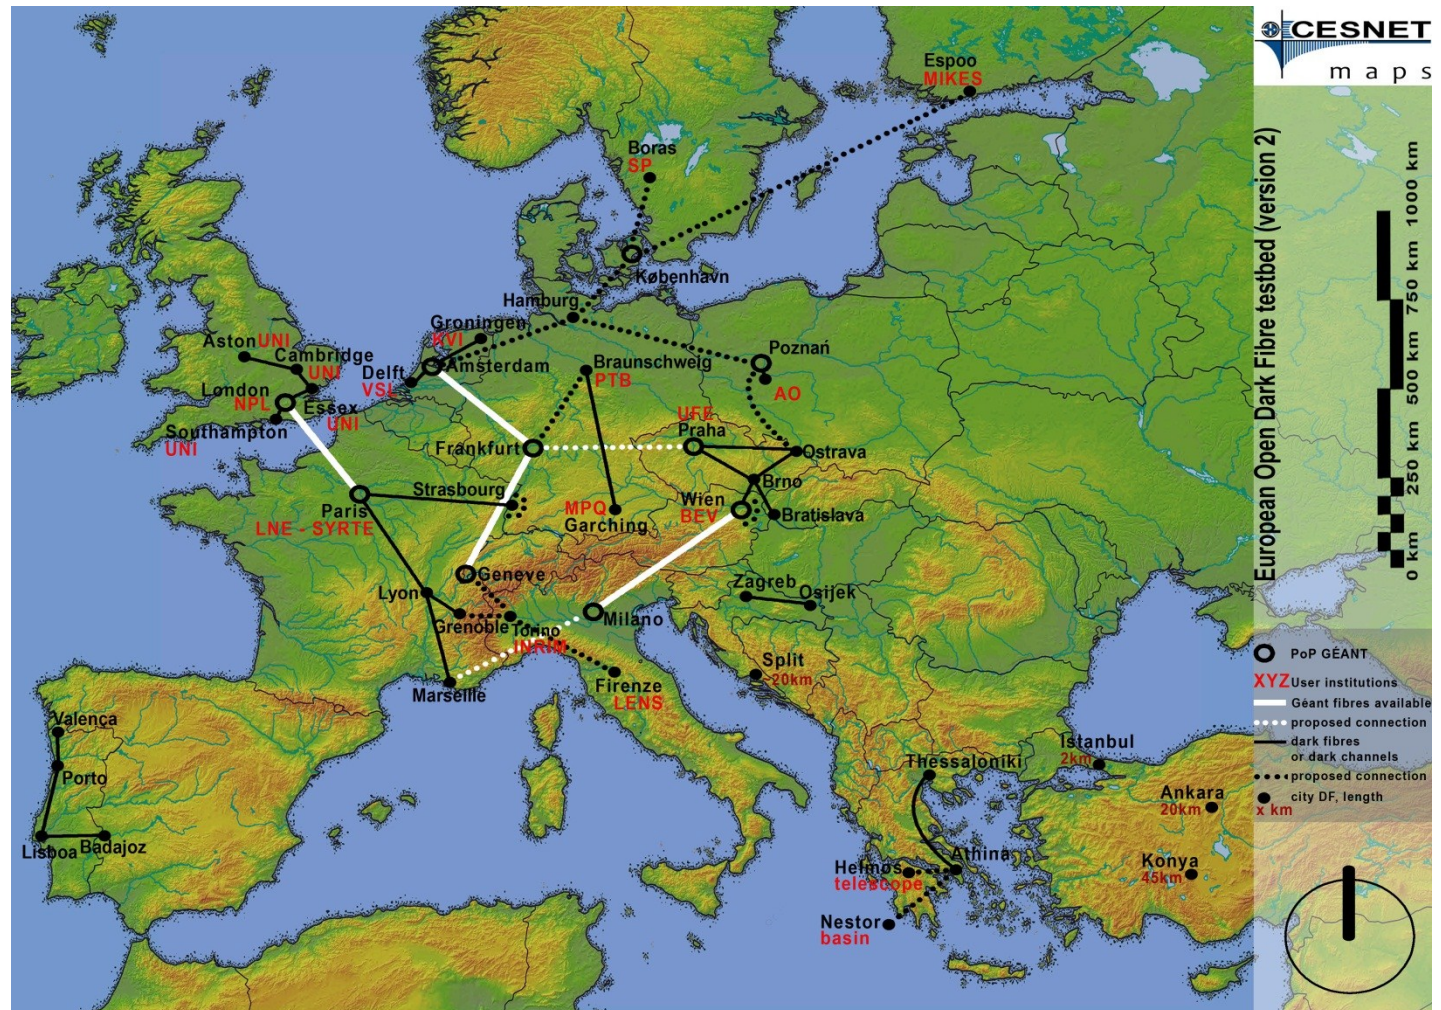 CESNET
maps
Espoo
MIKES
Boras
SP
København
Hamburg
Groningen
KVI
Amsterdam
Delft
VSL
Aston UNI
Cambridge
UNI
London
NPL
Essex
UNI
Southampton
UNI
Braunschweig
PTB
Poznań
AO
UFE
Praha
Frankfurt
Ostrava
Brno
Strasbourg
MPQ
Garching
Wien
BEV
Bratislava
Paris
LNE - SYRTE
Geneve
Lyon
Grenoble
Torino
INRIM
Milano
Zagreb
Osijek
Marseille
Firenze
LENS
Split
~20km
Valença
Porto
Lisboa
Badajoz
Istanbul
2km
Thessaloniki
Ankara
20km
Athina
Helmos
telescope
Konya
45km
Nestor
basin
European Open Dark Fibre testbed (version 2)
0 km 250 km 500 km 750 km 1000 km
PoP GÉANT
XYZ User institutions
Géant fibres available
proposed connection
dark fibres
or dark channels
proposed connection
city DF, length
x km